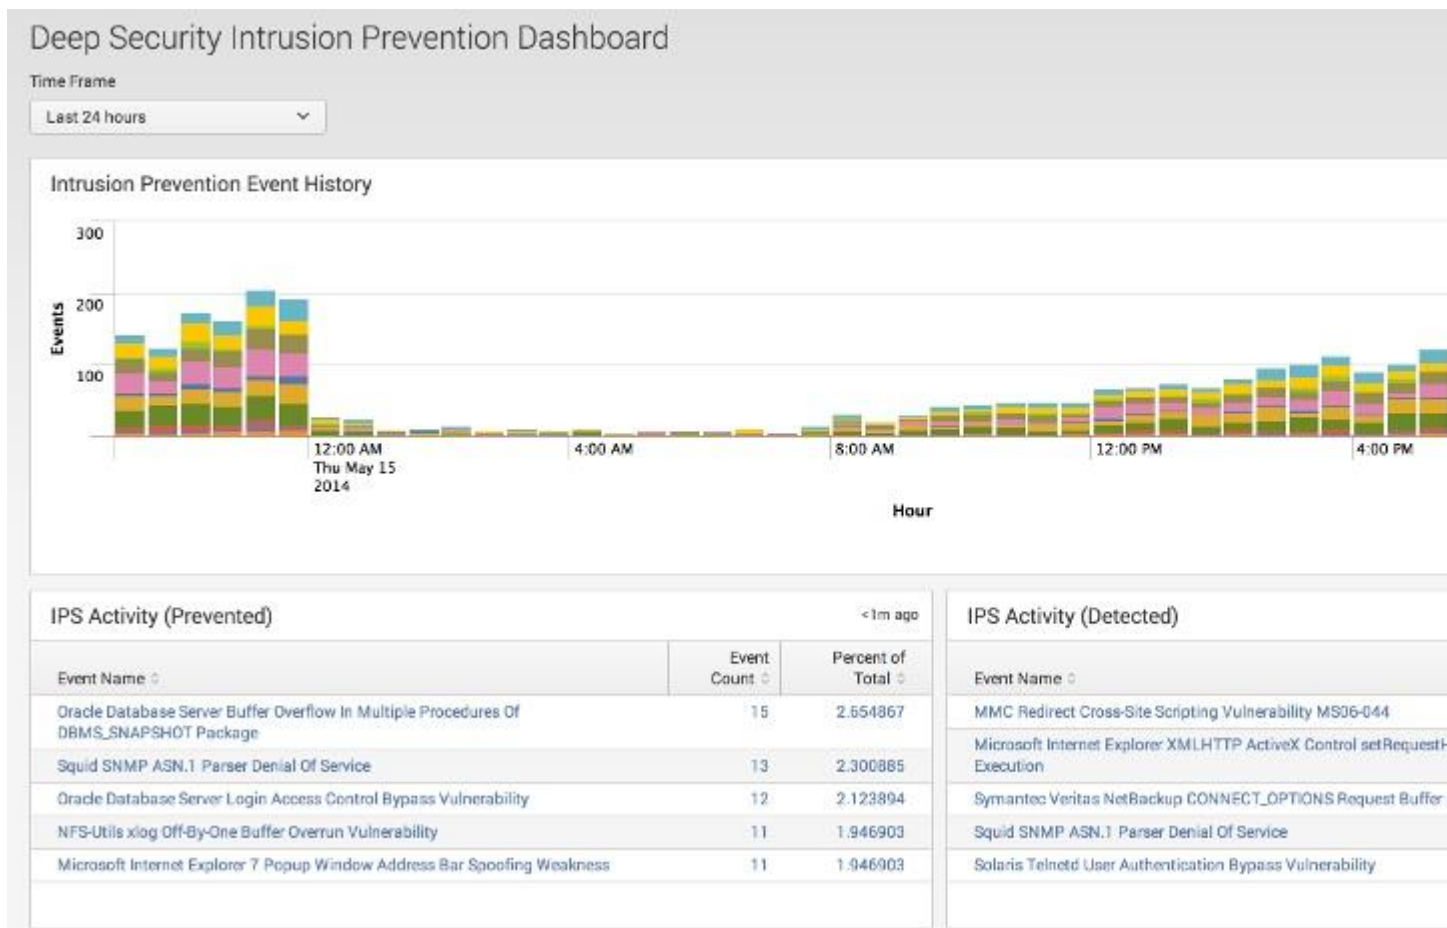 Deep Security Intrusion Prevention Dashboard
Time Frame
Last 24 hours
Intrusion Prevention Event History
300
200
100
Events
12:00 AM
Thu May 15
2014
4:00 AM
8:00 AM
12:00 PM
4:00 PM
Hour
IPS Activity (Prevented)
<1m ago
Event Name
Event
Count
Percent of
Total
Oracle Database Server Buffer Overflow In Multiple Procedures Of
DBMS_SNAPSHOT Package
15
2.654867
Squid SNMP ASN.1 Parser Denial Of Service
13
2.300885
Oracle Database Server Login Access Control Bypass Vulnerability
12
2.123894
NFS-Utils xlog Off-By-One Buffer Overrun Vulnerability
11
1.946903
Microsoft Internet Explorer 7 Popup Window Address Bar Spoofing Weakness
11
1.946903
IPS Activity (Detected)
Event Name
MMC Redirect Cross-Site Scripting Vulnerability MS06-044
Microsoft Internet Explorer XMLHTTP ActiveX Control setRequestH
Execution
Symantec Veritas NetBackup CONNECT_OPTIONS Request Buffer
Squid SNMP ASN.1 Parser Denial Of Service
Solaris Telnetd User Authentication Bypass Vulnerability